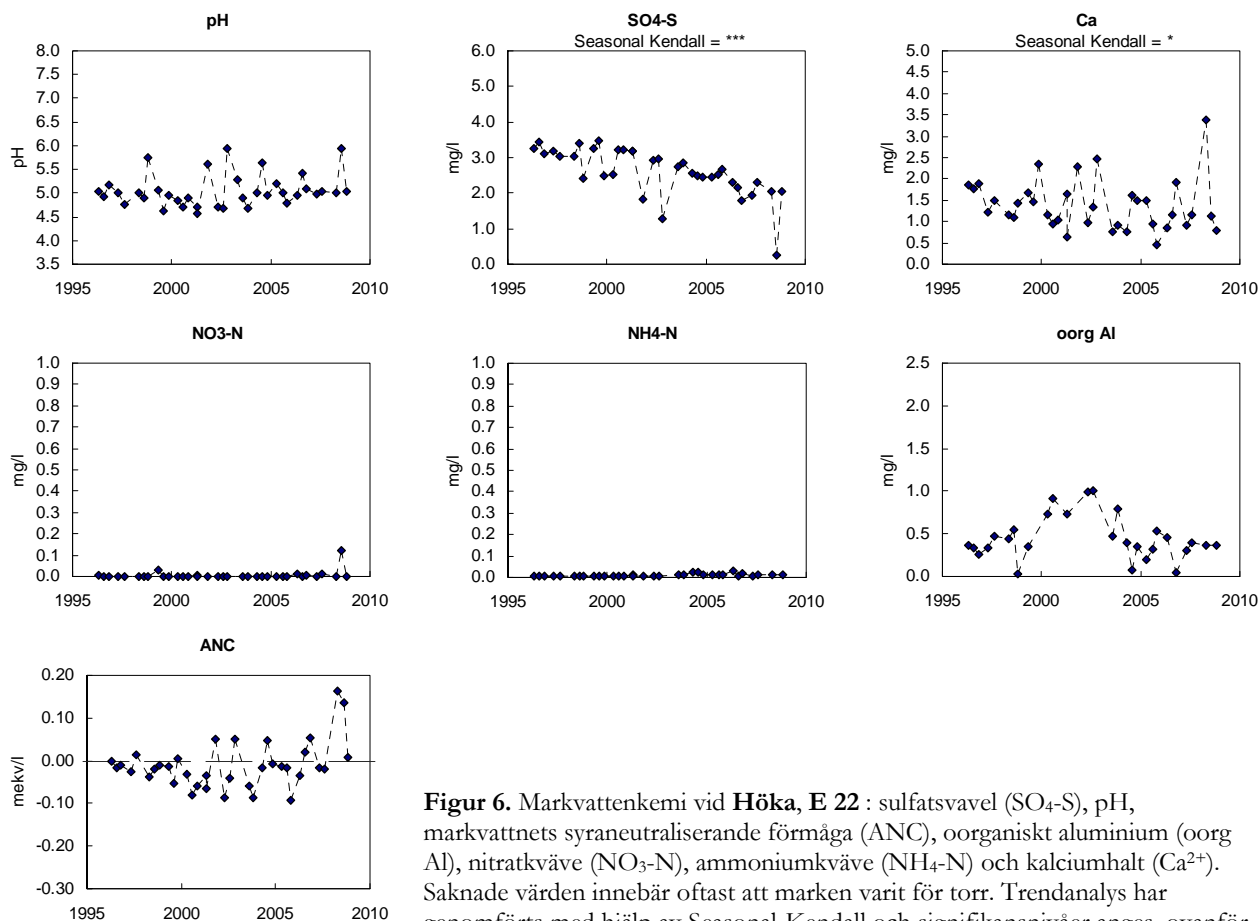 pH
8.0
7.5
7.0
6.5
6.0
5.5
5.0
4.5
4.0
3.5
pH
1995 2000 2005 2010
SO4-S
Seasonal Kendall = ***
6.0
5.0
4.0
3.0
2.0
1.0
0.0
mg/l
1995 2000 2005 2010
Ca
Seasonal Kendall = *
5.0
4.5
4.0
3.5
3.0
2.5
2.0
1.5
1.0
0.5
0.0
mg/l
1995 2000 2005 2010
NO3-N
1.0
0.9
0.8
0.7
0.6
0.5
0.4
0.3
0.2
0.1
0.0
mg/l
1995 2000 2005 2010
NH4-N
1.0
0.9
0.8
0.7
0.6
0.5
0.4
0.3
0.2
0.1
0.0
mg/l
1995 2000 2005 2010
oorg Al
2.5
2.0
1.5
1.0
0.5
0.0
mg/l
1995 2000 2005 2010
ANC
0.20
0.10
0.00
-0.10
-0.20
-0.30
mekv/l
1995 2000 2005 2010
Figur 6. Markvattenkemi vid Höka, E 22 : sulfatsvavel (SO₄-S), pH,
markvattnets syraneutraliserande förmåga (ANC), oorganiskt aluminium (oorg
Al), nitratkväve (NO₃-N), ammoniumkväve (NH₄-N) och kalciumhalt (Ca²⁺).
Saknade värden innebär oftast att marken varit för torr. Trendanalys har
genomförts med hjälp av Seasonal Kendall och signifikansnivåer anges ovanför